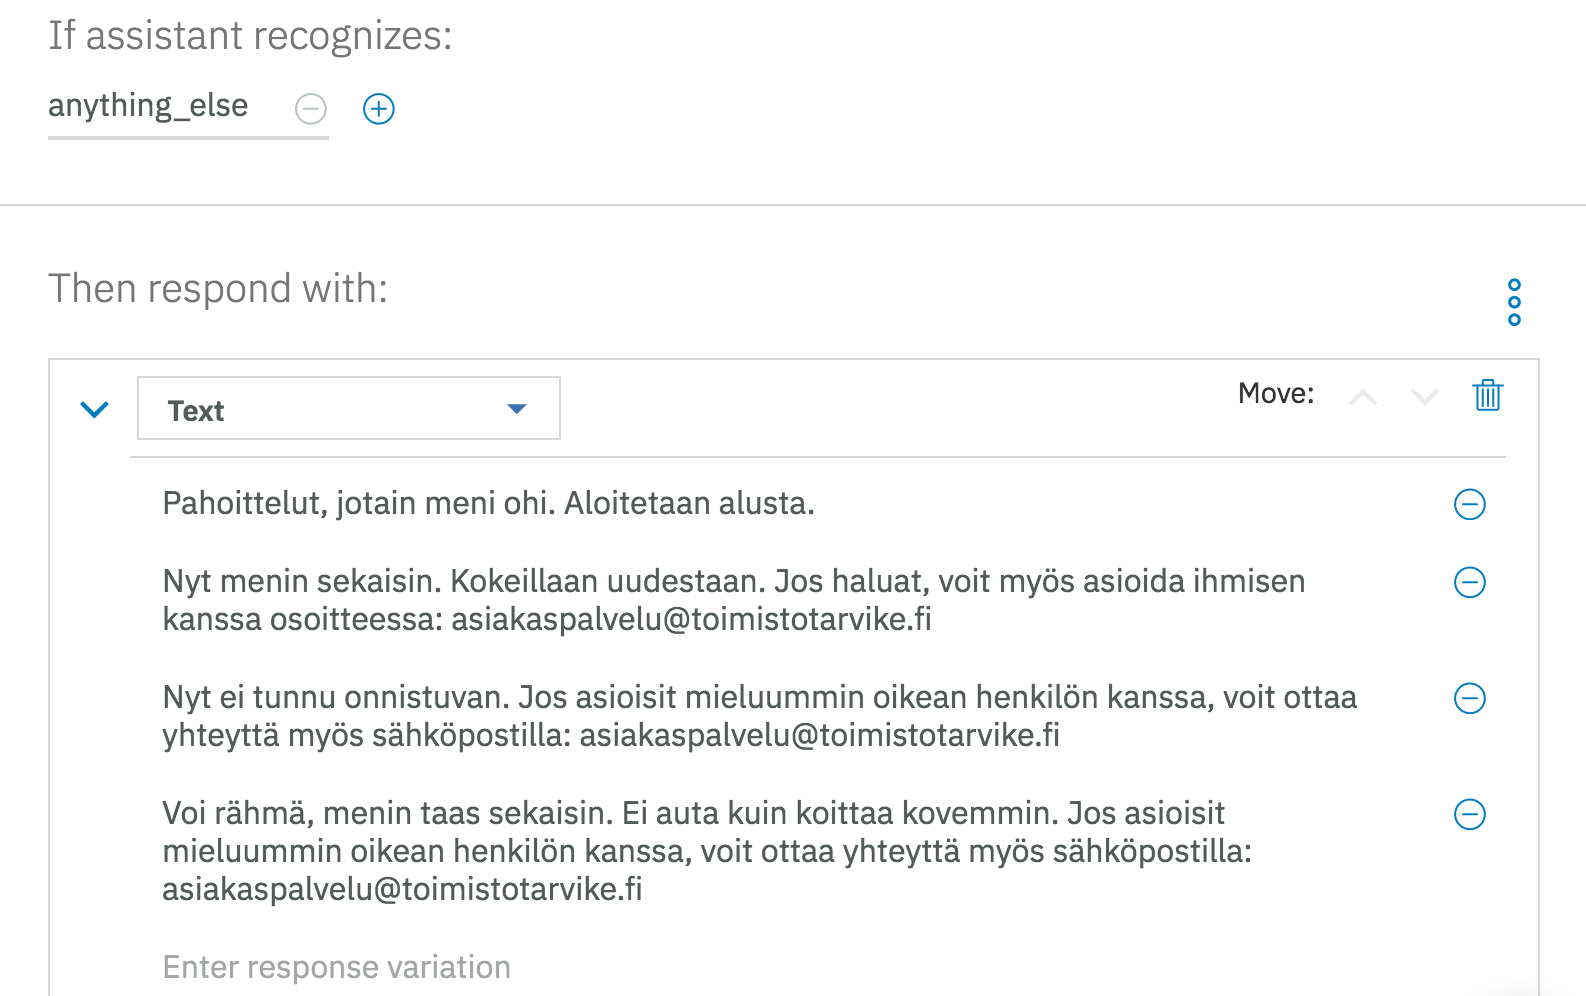 If assistant recognizes:
anything_else
Then respond with:
Text
Move:
Pahoittelut, jotain meni ohi. Aloitetaan alusta.
Nyt menin sekaisin. Kokeillaan uudestaan. Jos haluat, voit myös asioida ihmisen
kanssa osoitteessa: asiakaspalvelu@toimistotarvike.fi
Nyt ei tunnu onnistuvan. Jos asioisit mieluummin oikean henkilön kanssa, voit ottaa
yhteyttä myös sähköpostilla: asiakaspalvelu@toimistotarvike.fi
Voi rähmä, menin taas sekaisin. Ei auta kuin koittaa kovemmin. Jos asioisit
mieluummin oikean henkilön kanssa, voit ottaa yhteyttä myös sähköpostilla:
asiakaspalvelu@toimistotarvike.fi
Enter response variation